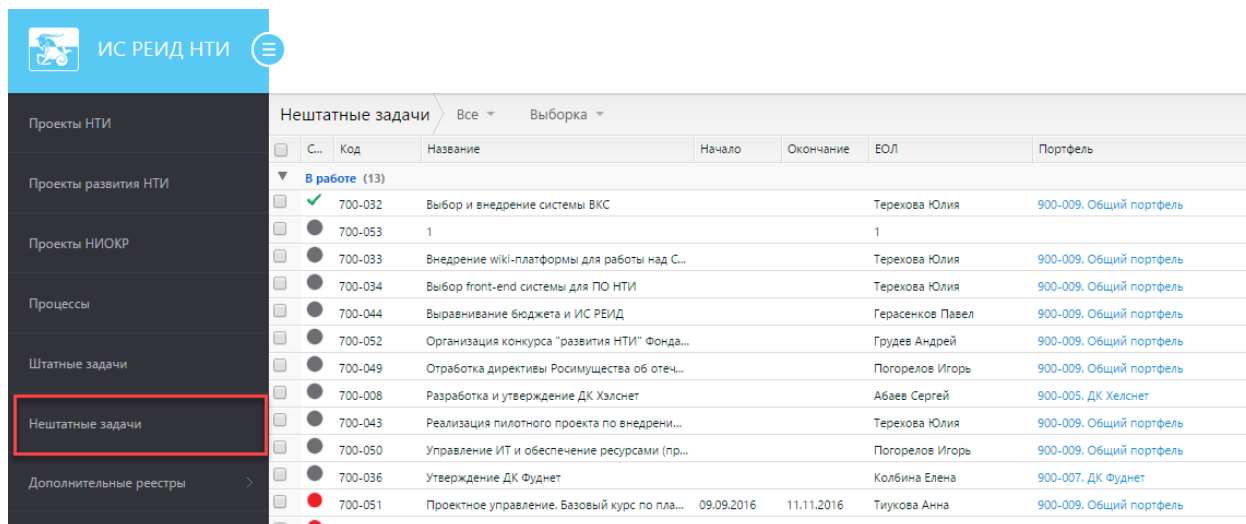 ИС РЕИД НТИ
Проекты НТИ
Проекты развития НТИ
Проекты НИОКР
Процессы
Штатные задачи
Нештатные задачи
Дополнительные реестры
Нештатные задачи Все Выборка
С... Код Название Начало Окончание ЕОЛ Портфель
В работе (13)
700-032 Выбор и внедрение системы ВКС Терехова Юлия 900-009. Общий портфель
700-053 1 1
700-033 Внедрение wiki-платформы для работы над С... Терехова Юлия 900-009. Общий портфель
700-034 Выбор front-end системы для ПО НТИ Терехова Юлия 900-009. Общий портфель
700-044 Выравнивание бюджета и ИС РЕИД Герасенков Павел 900-009. Общий портфель
700-052 Организация конкурса "развития НТИ" Фонда... Грудев Андрей 900-009. Общий портфель
700-049 Отработка директивы Росимущества об отеч... Погорелов Игорь 900-009. Общий портфель
700-008 Разработка и утверждение ДК Хэлснет Абаев Сергей 900-005. ДК Хелснет
700-043 Реализация пилотного проекта по внедрени... Терехова Юлия 900-009. Общий портфель
700-050 Управление ИТ и обеспечение ресурсами (пр... Погорелов Игорь 900-009. Общий портфель
700-036 Утверждение ДК Фуднет Колбина Елена 900-007. ДК Фуднет
700-051 Проектное управление. Базовый курс по пла... 09.09.2016 11.11.2016 Тиукова Анна 900-009. Общий портфель